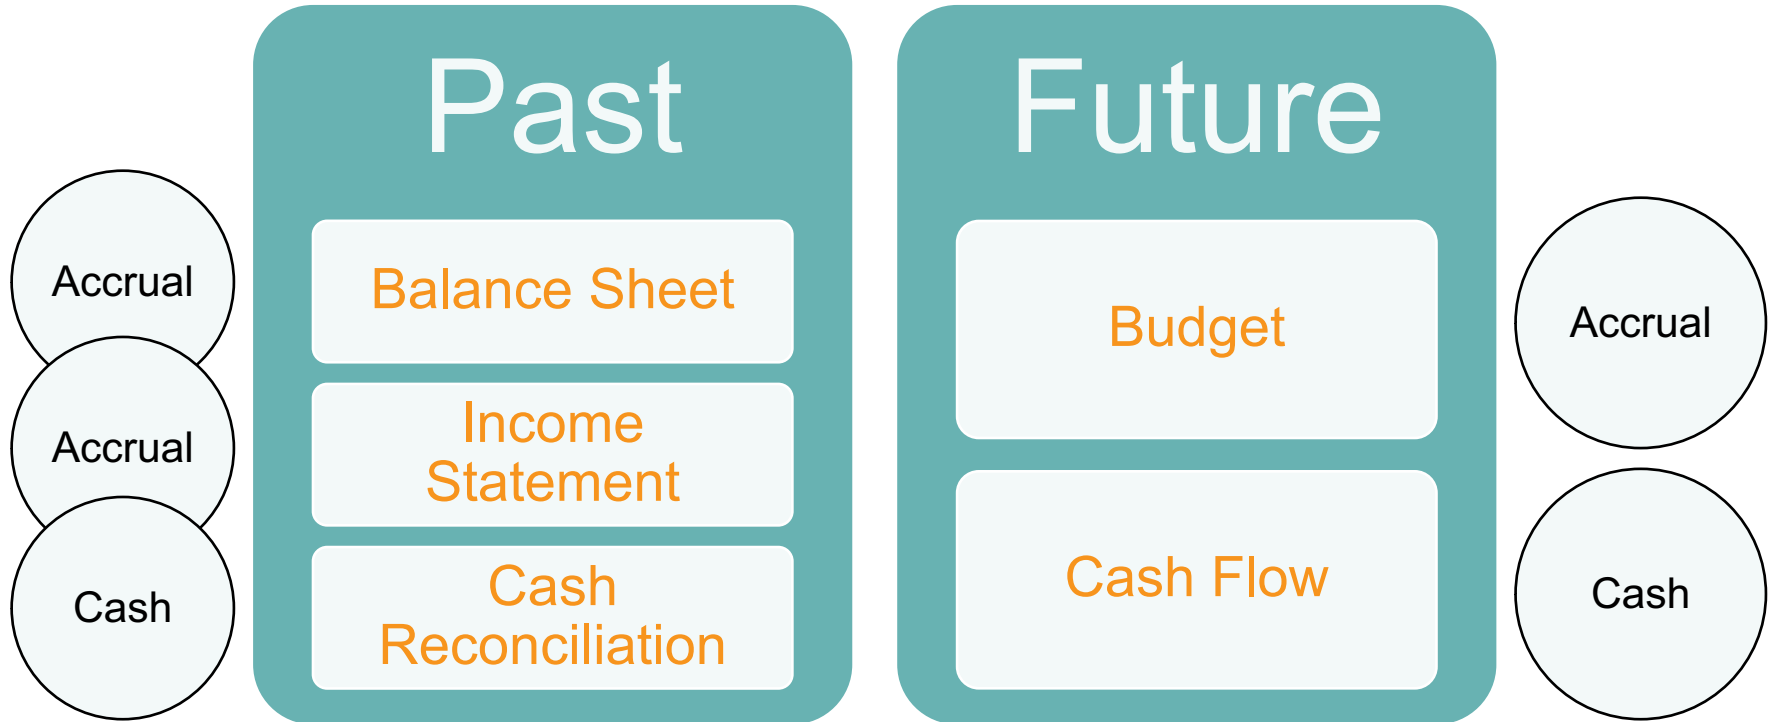 Past
Future
Accrual
Balance Sheet
Accrual
Income
Statement
Cash
Cash
Reconciliation
Budget
Accrual
Cash Flow
Cash